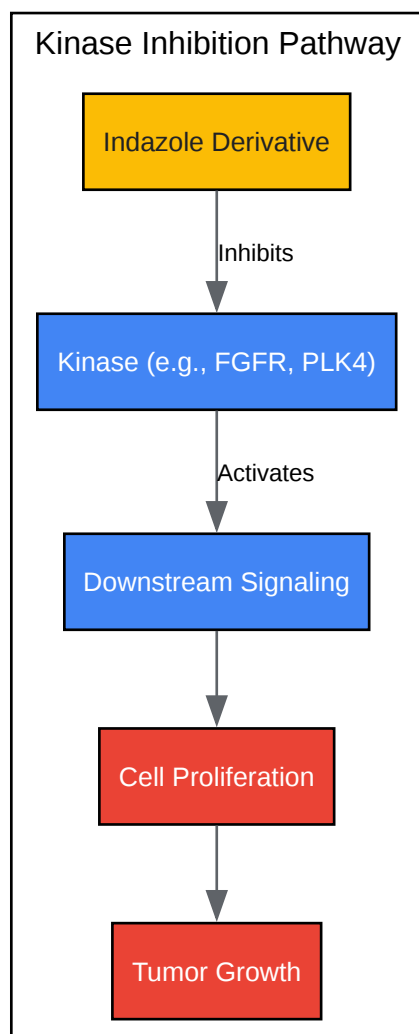 Kinase Inhibition Pathway
Indazole Derivative
Inhibits
Kinase (e.g., FGFR, PLK4)
Activates
Downstream Signaling
Cell Proliferation
Tumor Growth